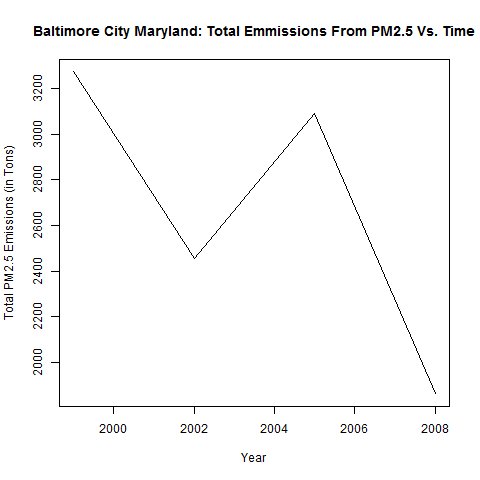 Baltimore City Maryland: Total Emmissions From PM2.5 Vs. Time
Total PM2.5 Emissions (in Tons)
3200
3000
2800
2600
2400
2200
2000
2000 2002 2004 2006 2008
Year